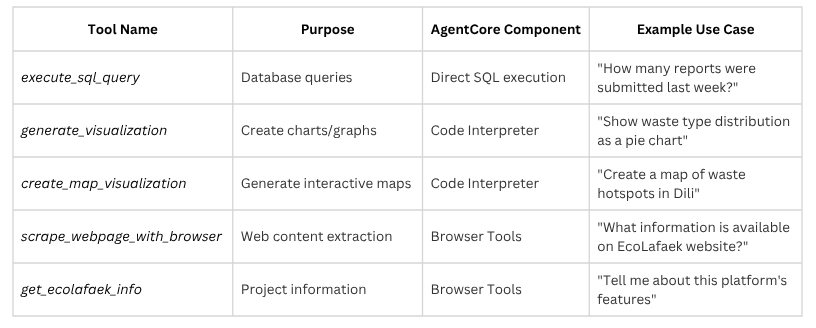 Tool Name Purpose AgentCore Component Example Use Case
execute_sql_query Database queries Direct SQL execution "How many reports were
submitted last week?"
generate_visualization Create charts/graphs Code Interpreter "Show waste type distribution
as a pie chart"
create_map_visualization Generate interactive maps Code Interpreter "Create a map of waste
hotspots in Dili"
scrape_webpage_with_browser Web content extraction Browser Tools "What information is available
on EcoLafaek website?"
get_ecolafaek_info Project information Browser Tools "Tell me about this platform's
features"